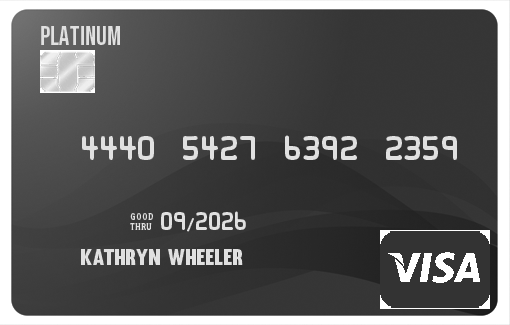 PLATINUM
4440 5427 6392 2359
GOOD THRU 09/2026
KATHRYN WHEELER
VISA